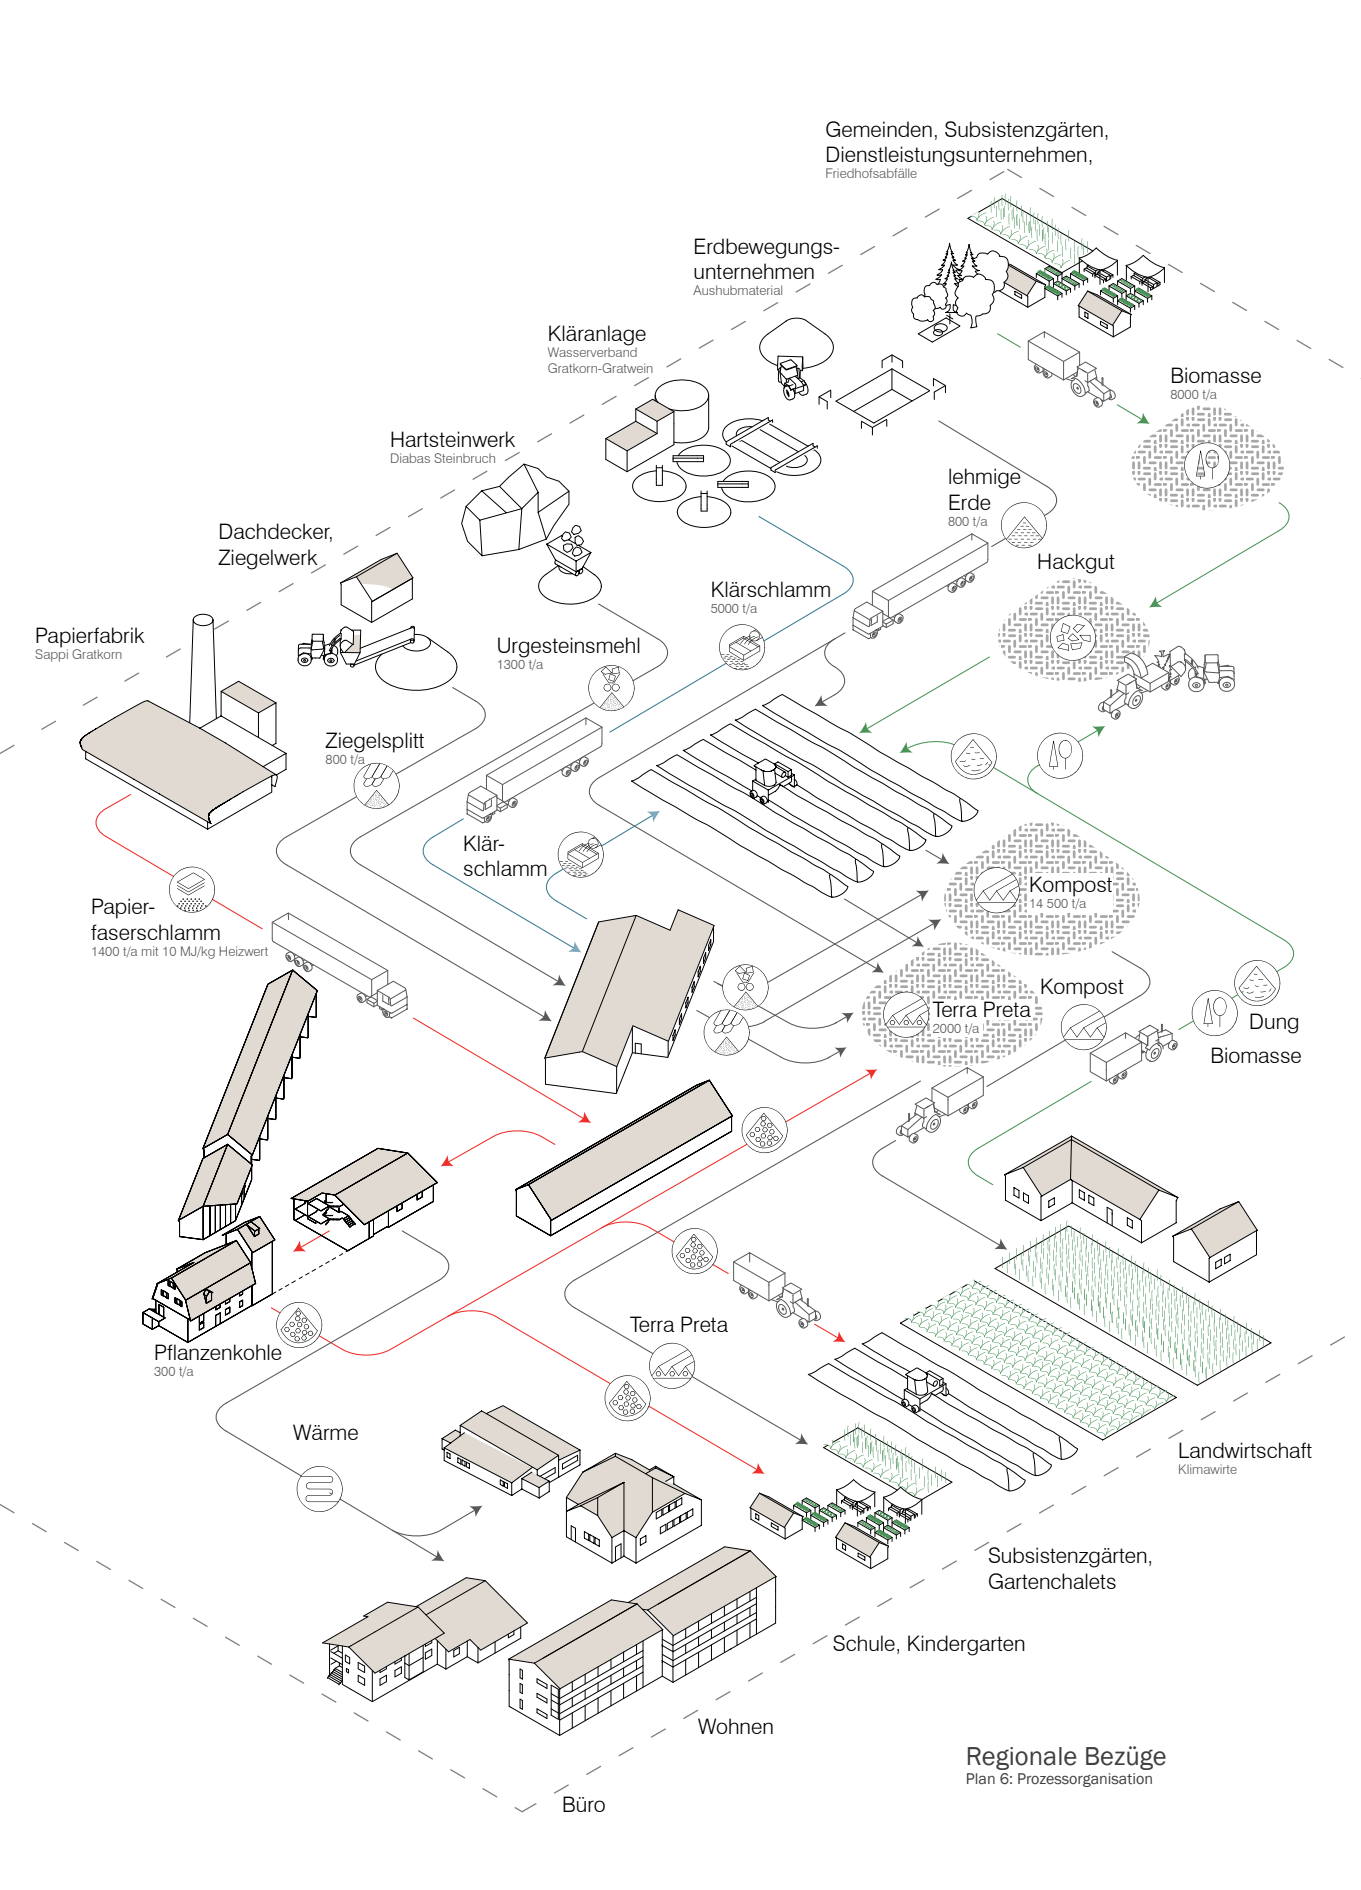 Gemeinden, Subsistenzgärten,
Dienstleistungsunternehmen,
Friedhofsabfälle
Erdbewegungs-
unternehmen
Aushubmaterial
Kläranlage
Wasserverband
Gratkorn-Gratwein
Biomasse
8000 t/a
Hartsteinwerk
Diabas Steinbruch
lehmige
Erde
800 t/a
Dachdecker,
Ziegelwerk
Hackgut
Klärschlamm
5000 t/a
Papierfabrik
Sappi Gratkorn
Urgesteinsmehl
1300 t/a
Ziegelsplitt
800 t/a
Klär-
schlamm
Kompost
14 500 t/a
Papier-
faserschlamm
1400 t/a mit 10 MJ/kg Heizwert
Kompost
Terra Preta
2000 t/a
Dung
Biomasse
Terra Preta
Pflanzenkohle
300 t/a
Wärme
Landwirtschaft
Klimawirte
Subsistenzgärten,
Gartenchalets
Schule, Kindergarten
Wohnen
Regionale Bezüge
Plan 6: Prozessorganisation
Büro